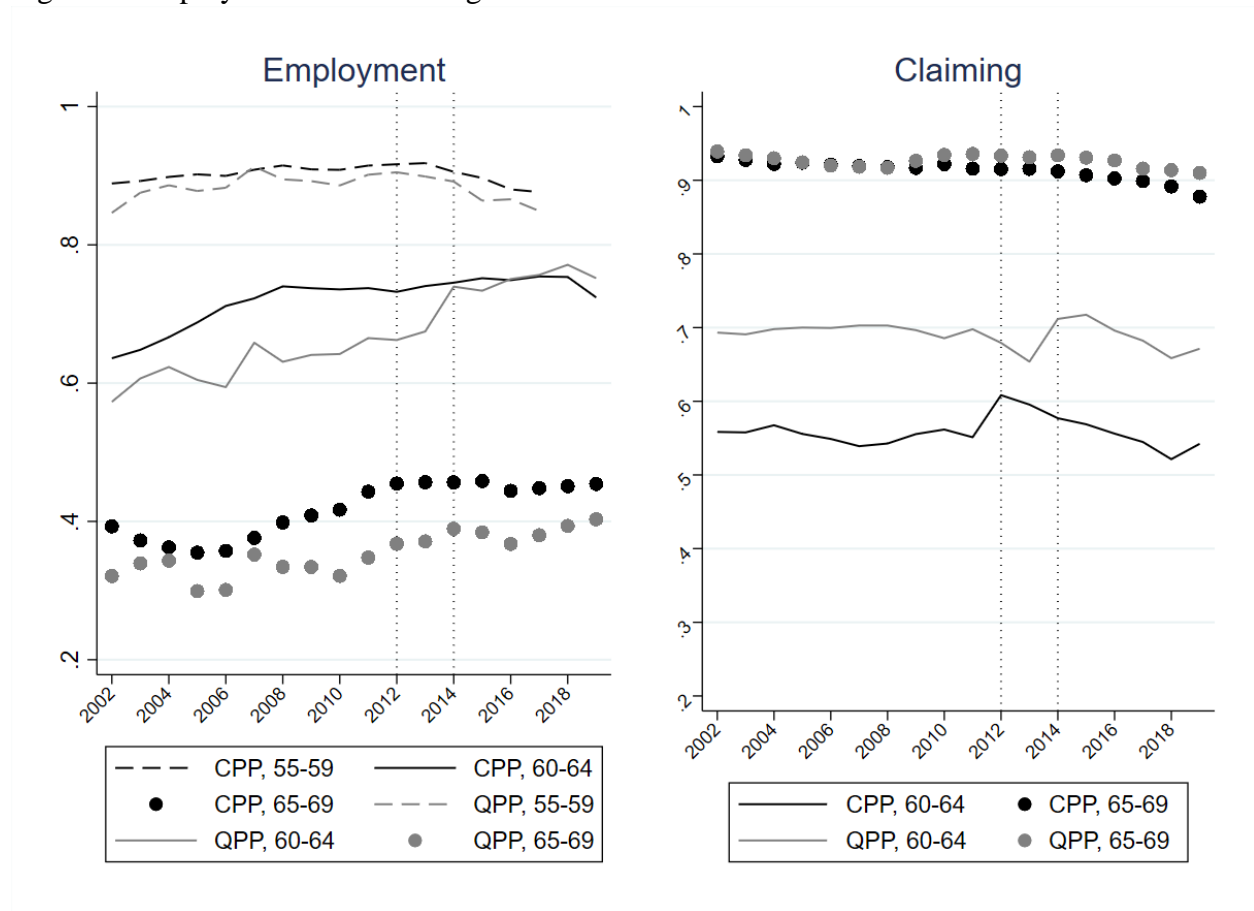 Employment
1
.8
.6
.4
.2
2002 2004 2006 2008 2010 2012 2014 2016 2018
CPP, 55-59 CPP, 60-64
CPP, 65-69 QPP, 55-59
QPP, 60-64 QPP, 65-69
Claiming
1
.9
.8
.7
.6
.5
.4
.3
.2
2002 2004 2006 2008 2010 2012 2014 2016 2018
CPP, 60-64 CPP, 65-69
QPP, 60-64 QPP, 65-69